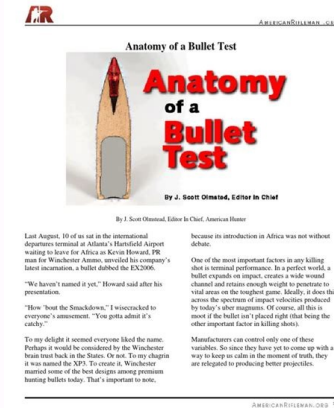 AR
AMERICANRIFLEMAN.ORG
Anatomy of a Bullet Test
Anatomy
of a
Bullet
Test
By J. Scott Olmsted, Editor In Chief
By J. Scott Olmstead, Editor In Chief, American Hunter
Last August, 10 of us sat in the international
departures terminal at Atlanta's Hartsfield Airport
waiting to leave for Africa as Kevin Howard, PR
man for Winchester Ammo, unveiled his company's
latest incarnation, a bullet dubbed the EX2006.
"We haven't named it yet," Howard said after his
presentation.
"How 'bout the Smackdown," I wisecracked to
everyone's amusement. "You gotta admit it's
catchy."
To my delight it seemed everyone liked the name.
Perhaps it would be considered by the Winchester
brain trust back in the States. Or not. To my chagrin
it was named the XP3. To create it, Winchester
married some of the best designs among premium
hunting bullets today. That's important to note,
because its introduction in Africa was not without
debate.
One of the most important factors in any killing
shot is terminal performance. In a perfect world, a
bullet expands on impact, creates a wide wound
channel and retains enough weight to penetrate to
vital areas on the toughest game. Ideally, it does this
across the spectrum of impact velocities produced
by today's uber magnums. Of course, all this is
moot if the bullet isn't placed right (that being the
other important factor in killing shots).
Manufacturers can control only one of these
variables. So since they have yet to come up with a
way to keep us calm in the moment of truth, they
are relegated to producing better projectiles.
AMERICANRIFLEMAN.ORG